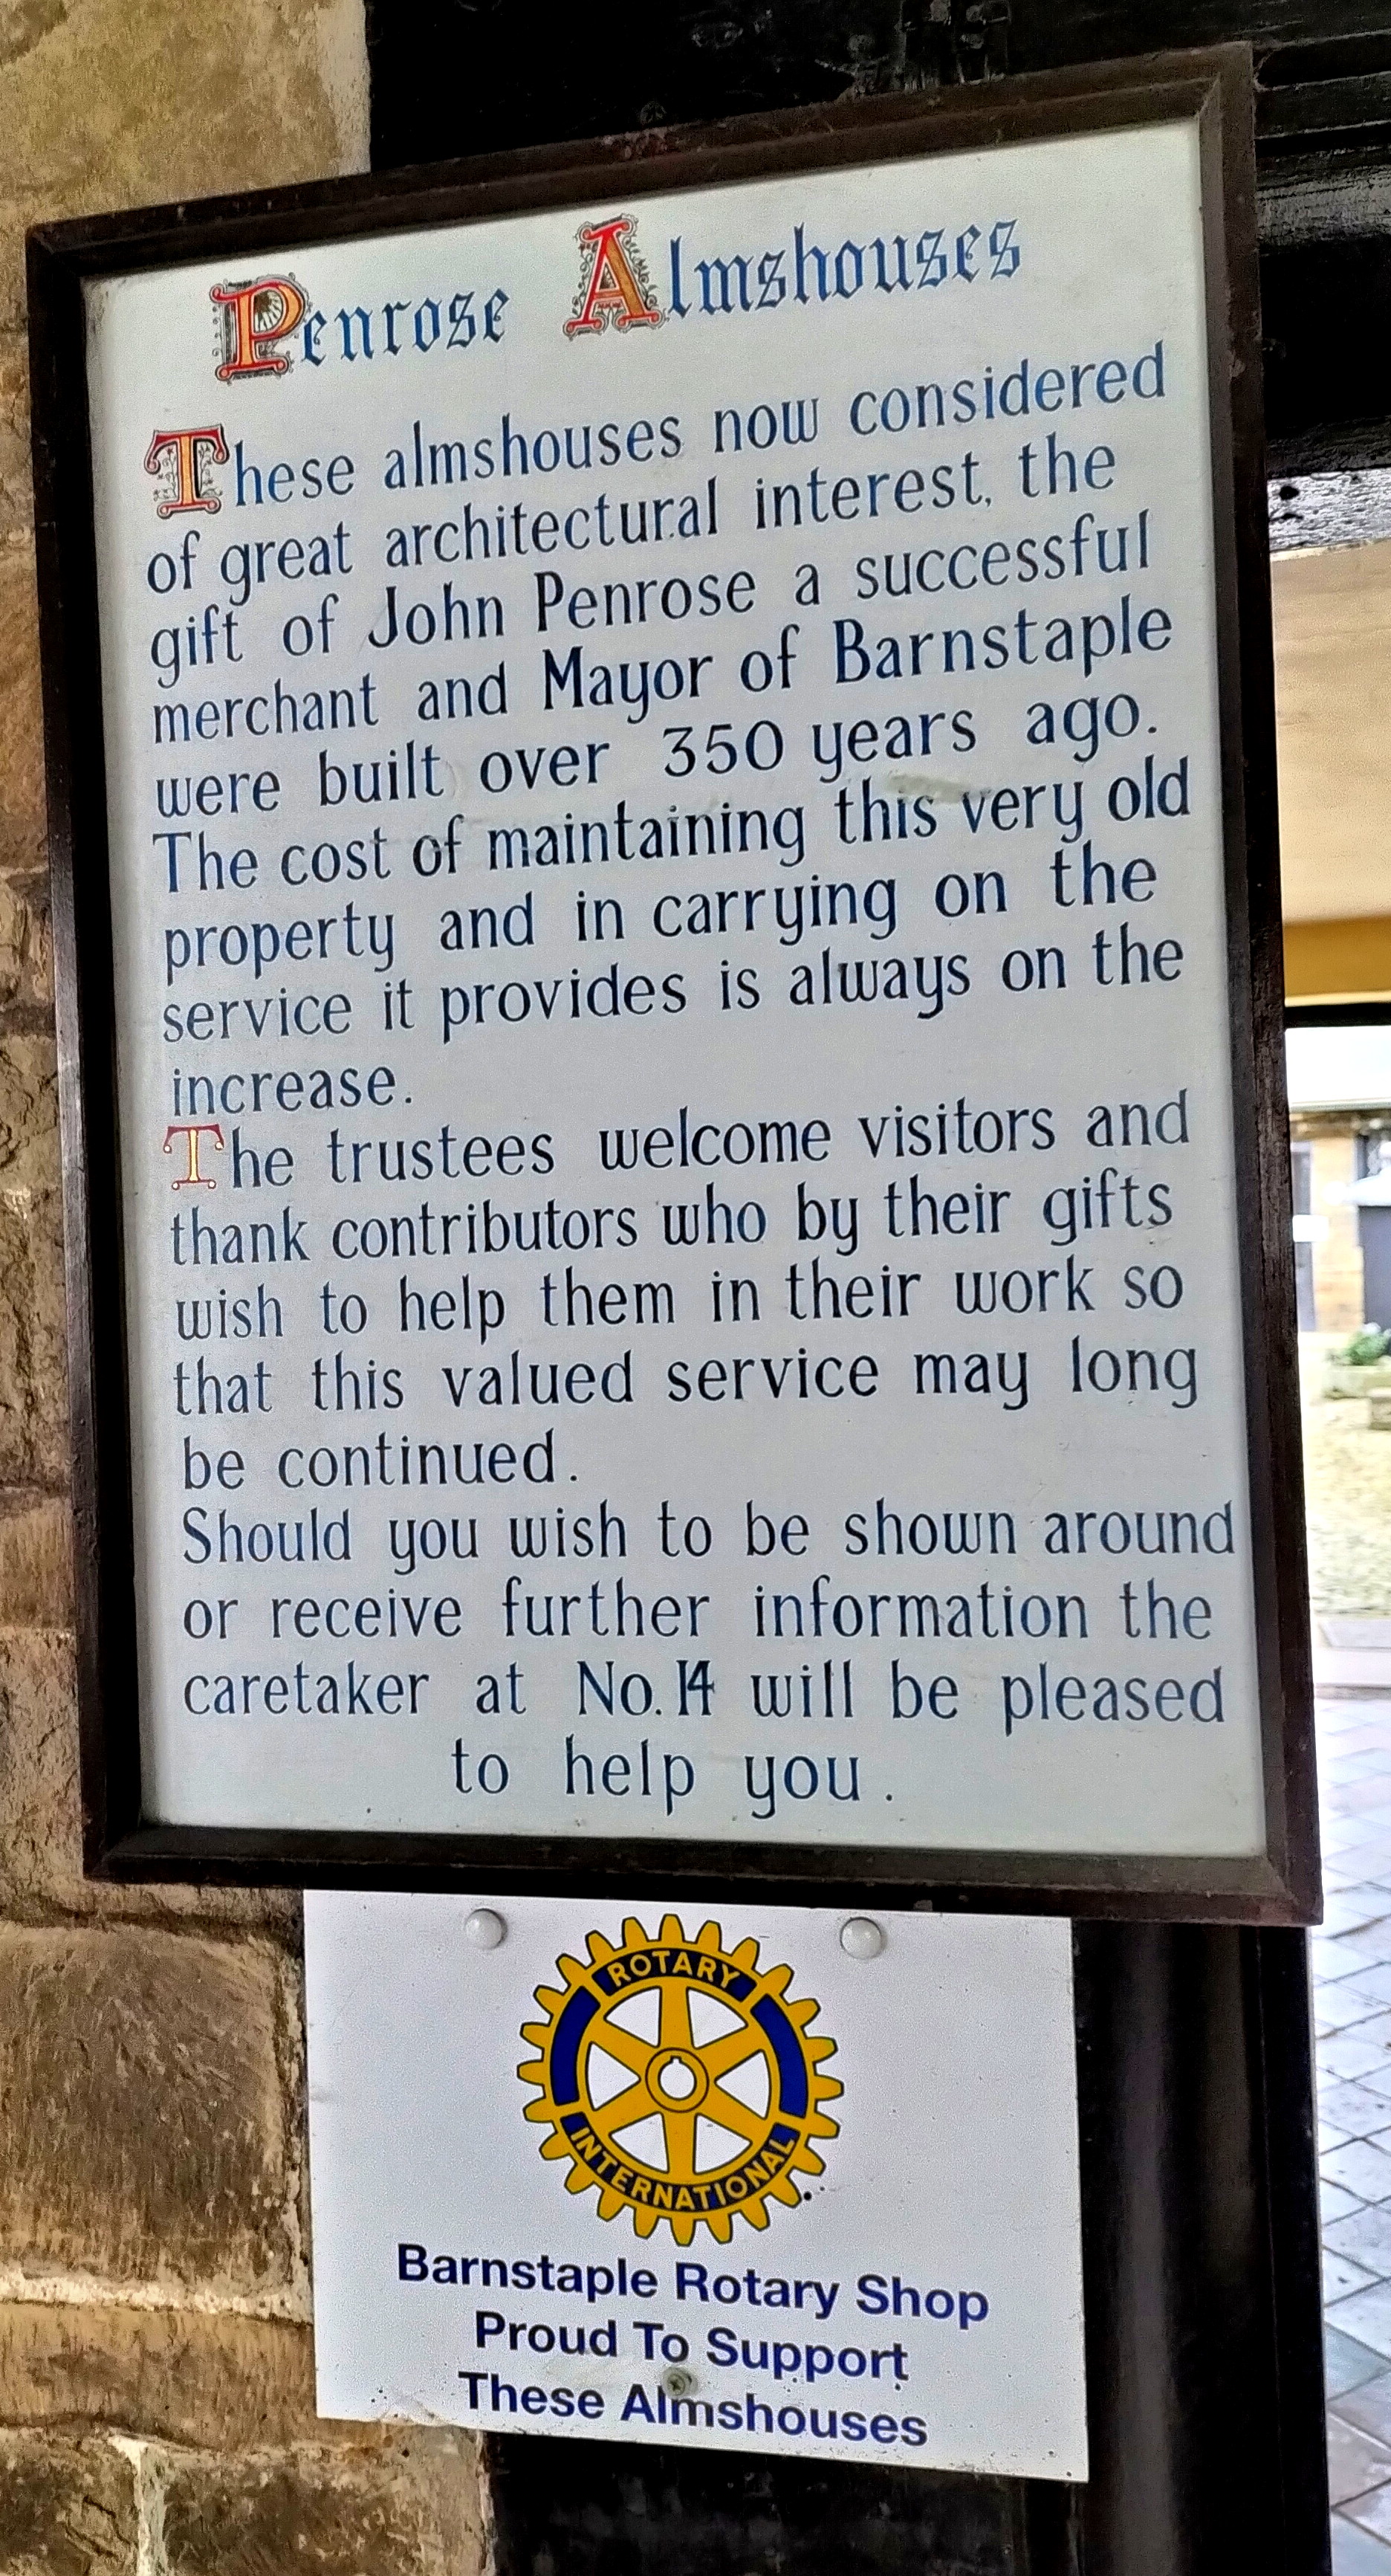 Penrose Almshouses
These almshouses now considered
of great architectural interest, the
gift of John Penrose a successful
merchant and Mayor of Barnstaple
were built over 350 years ago.
The cost of maintaining this very old
property and in carrying on the
service it provides is always on the
increase.
The trustees welcome visitors and
thank contributors who by their gifts
wish to help them in their work so
that this valued service may long
be continued.
Should you wish to be shown around
or receive further information the
caretaker at No. 14 will be pleased
to help you.
ROTARY
INTERNATIONAL
Barnstaple Rotary Shop
Proud To Support
These Almshouses